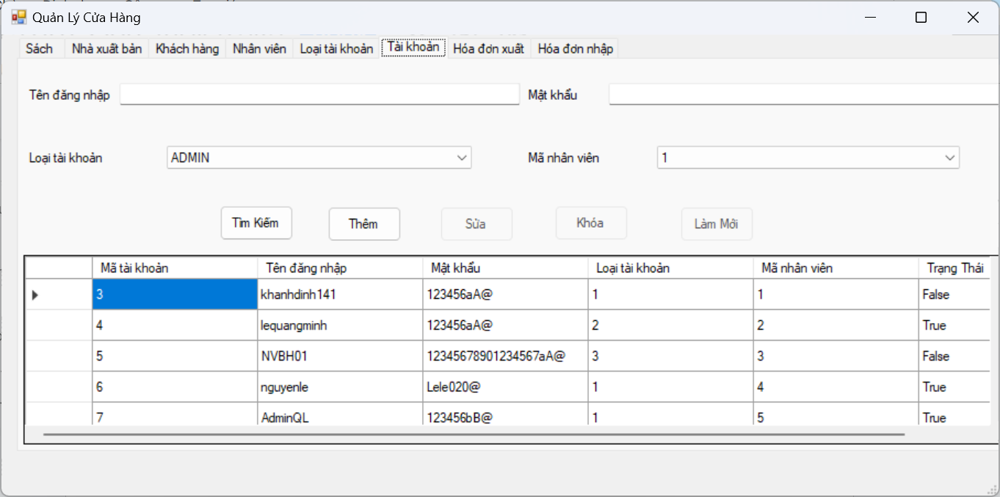 Quản Lý Cửa Hàng
Sách Nhà xuất bản Khách hàng Nhân viên Loại tài khoản Tài khoản Hóa đơn xuất Hóa đơn nhập
Tên đăng nhập Mật khẩu
Loại tài khoản ADMIN Mã nhân viên 1
Tìm Kiếm Thêm Sửa Khóa Làm Mới
Mã tài khoản Tên đăng nhập Mật khẩu Loại tài khoản Mã nhân viên Trạng Thái
3 khanhdinh141 123456aA@ 1 1 False
4 lequangminh 123456aA@ 2 2 True
5 NVBH01 12345678901234567aA@ 3 3 False
6 nguyenle Lele020@ 1 4 True
7 AdminQL 123456bB@ 1 5 True